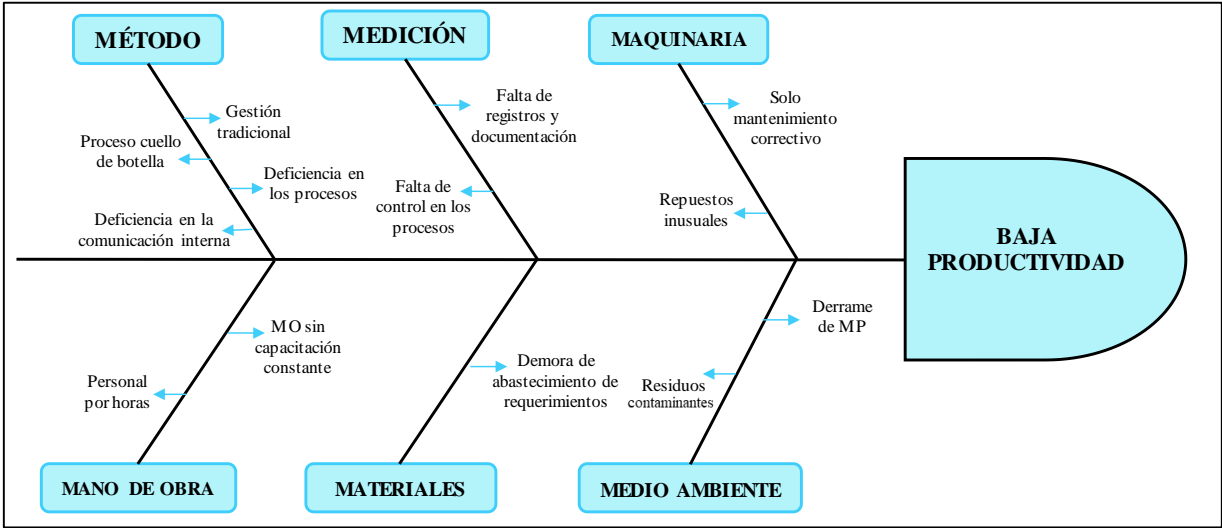 MÉTODO
MEDICIÓN
MAQUINARIA
Gestión
tradicional
Proceso cuello
de botella
Deficiencia en
los procesos
Deficiencia en la
comunicación interna
Falta de
registros y
documentación
Falta de
control en los
procesos
Solo
mantenimiento
correctivo
Repuestos
inusuales
BAJA
PRODUCTIVIDAD
MO sin
capacitación
constante
Personal
por horas
Demora de
abastecimiento de
requerimientos
Derrame
de MP
Residuos
contaminantes
MANO DE OBRA
MATERIALES
MEDIO AMBIENTE